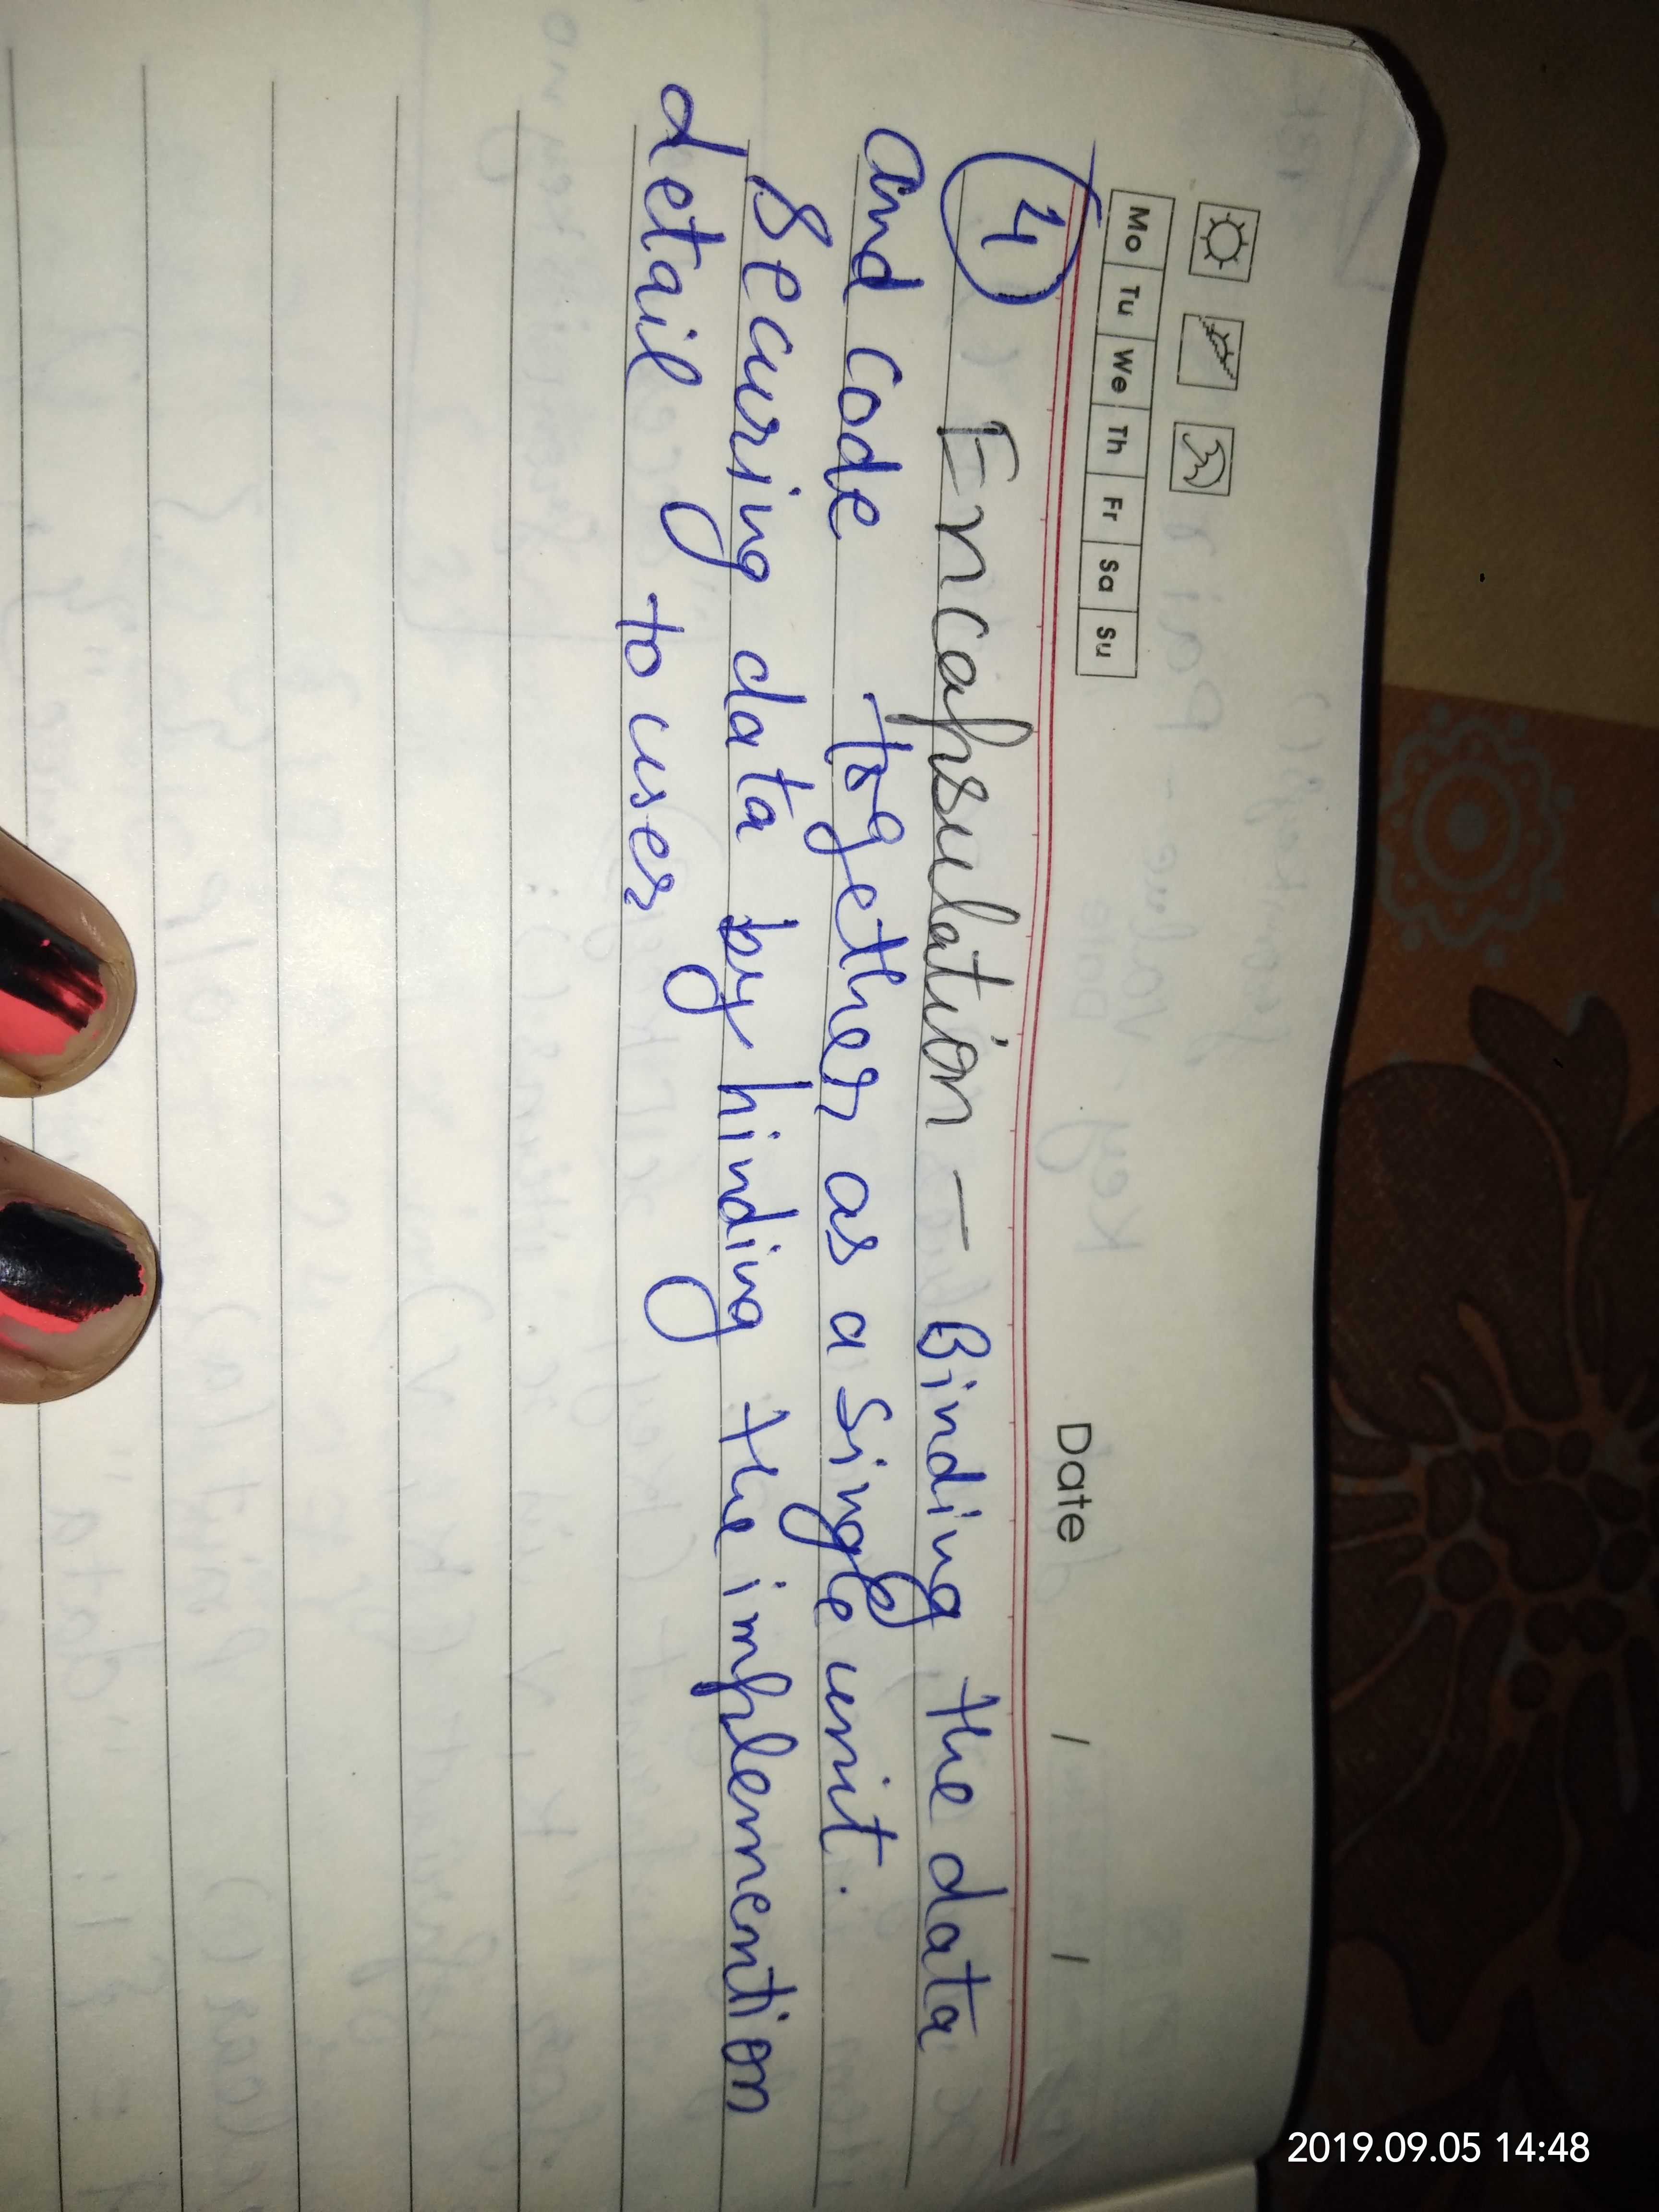 Mo Tu We Th Fr Sa Su
Date / /
4 Encapsulation - Binding the data
and code together as a single unit.
Securing data by hinding the implemention
detail to user
2019.09.05 14:48